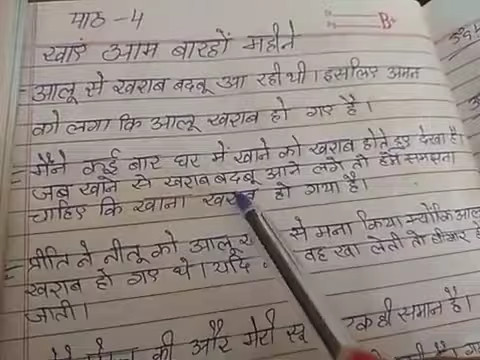 पाठ -4
खाएं आम बारहों महीने
= आलू से खराब बदबू आ रही थी। इसलिए अमन
को लगा कि आलू खराब हो गए है।
= मैंने कई बार घर में खाने को खराब होते हुए देखा है।
जब खाने से खराब बदबू आने लगे तो हमें समझना
चाहिए कि खाना हो गया है।
= प्रीति ने नीतू को आलू से मना किया क्योंकि आलू
खराब हो गए थे। यदि वह खा लेती तो बीमार हो
जाती।
की और मेरी एक ही समान है।